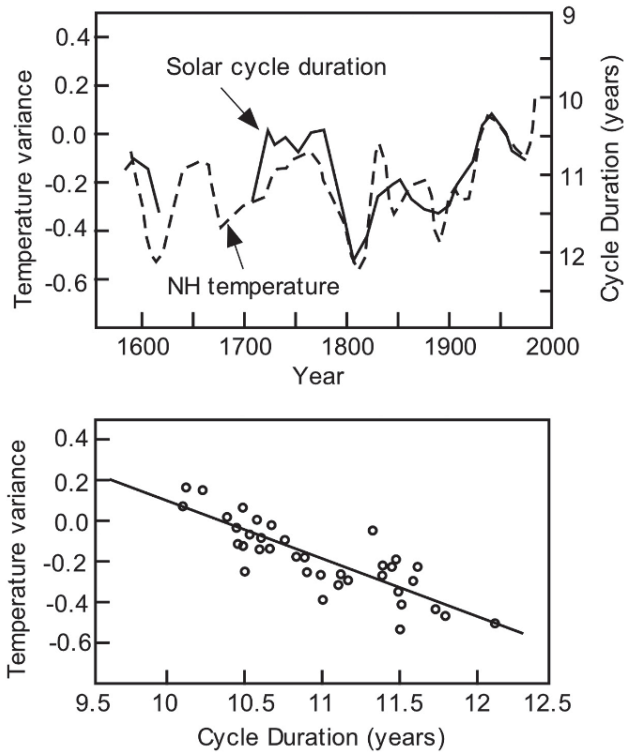 9
0.4
Solar cycle duration
0.2
10
0.0
-0.2
11
-0.4
12
-0.6
NH temperature
Temperature variance
Cycle Duration (years)
1600 1700 1800 1900 2000
Year
0.4
0.2
0.0
-0.2
-0.4
-0.6
Temperature variance
9.5 10 10.5 11 11.5 12 12.5
Cycle Duration (years)